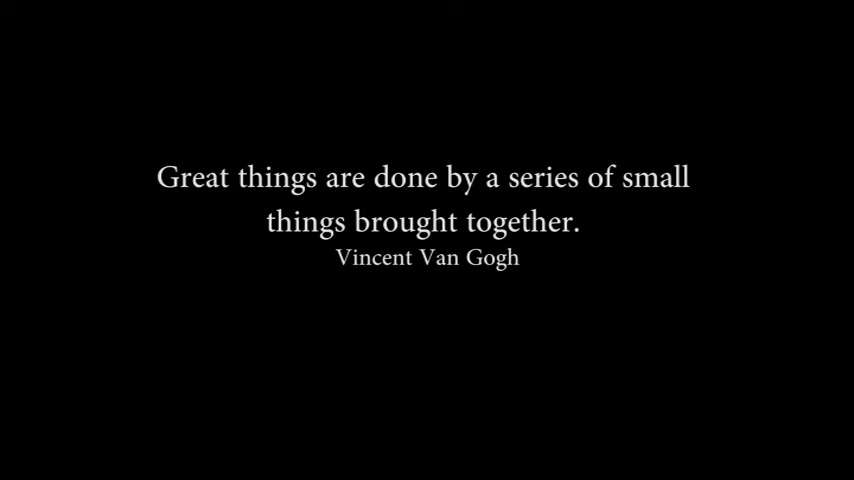 Great things are done by a series of small
things brought together.
Vincent Van Gogh